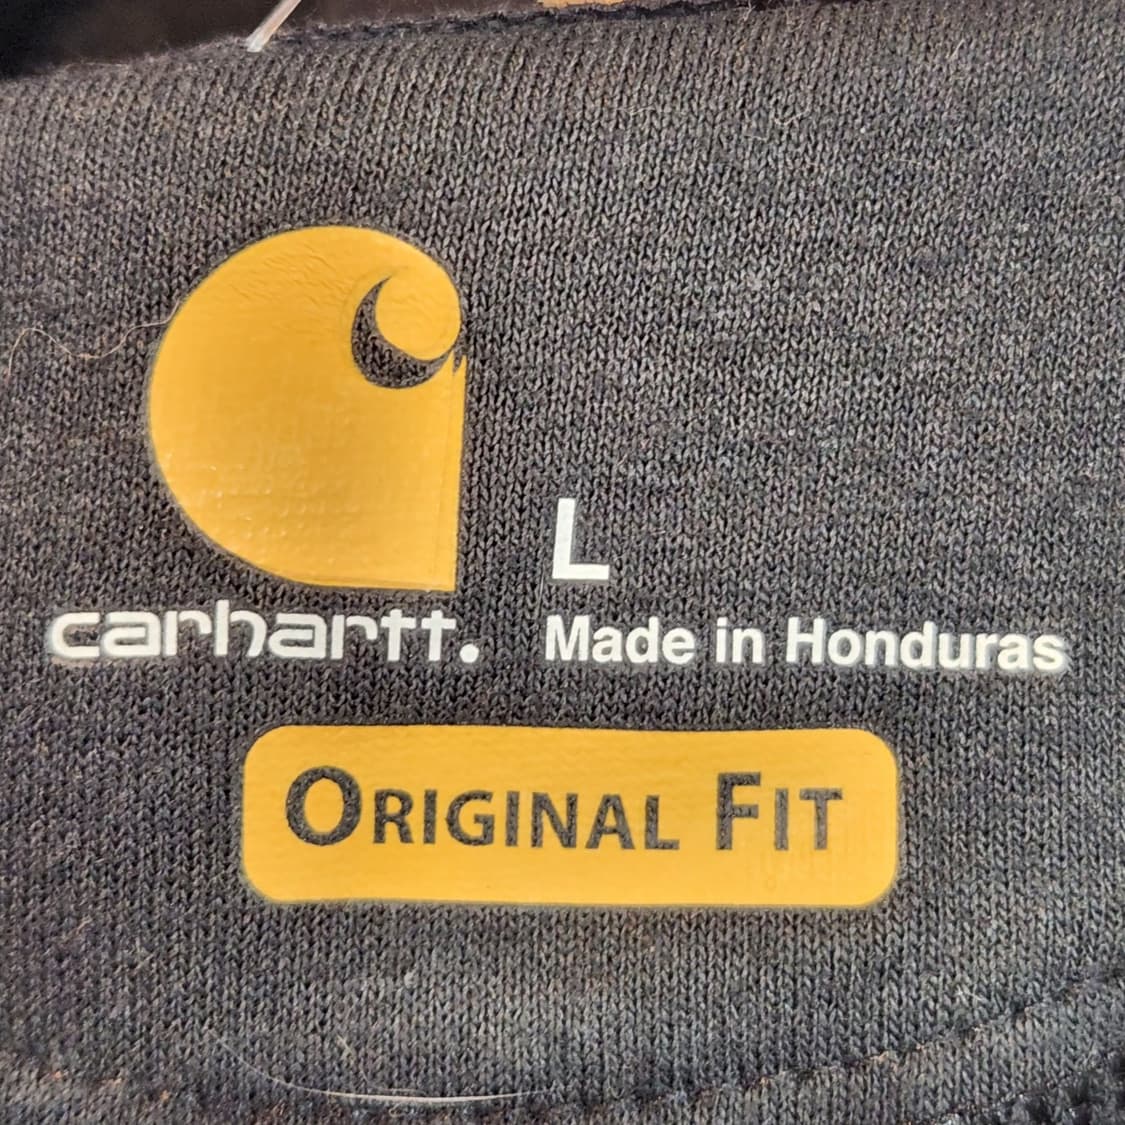 L
carhartt.
Made in Honduras
ORIGINAL FIT